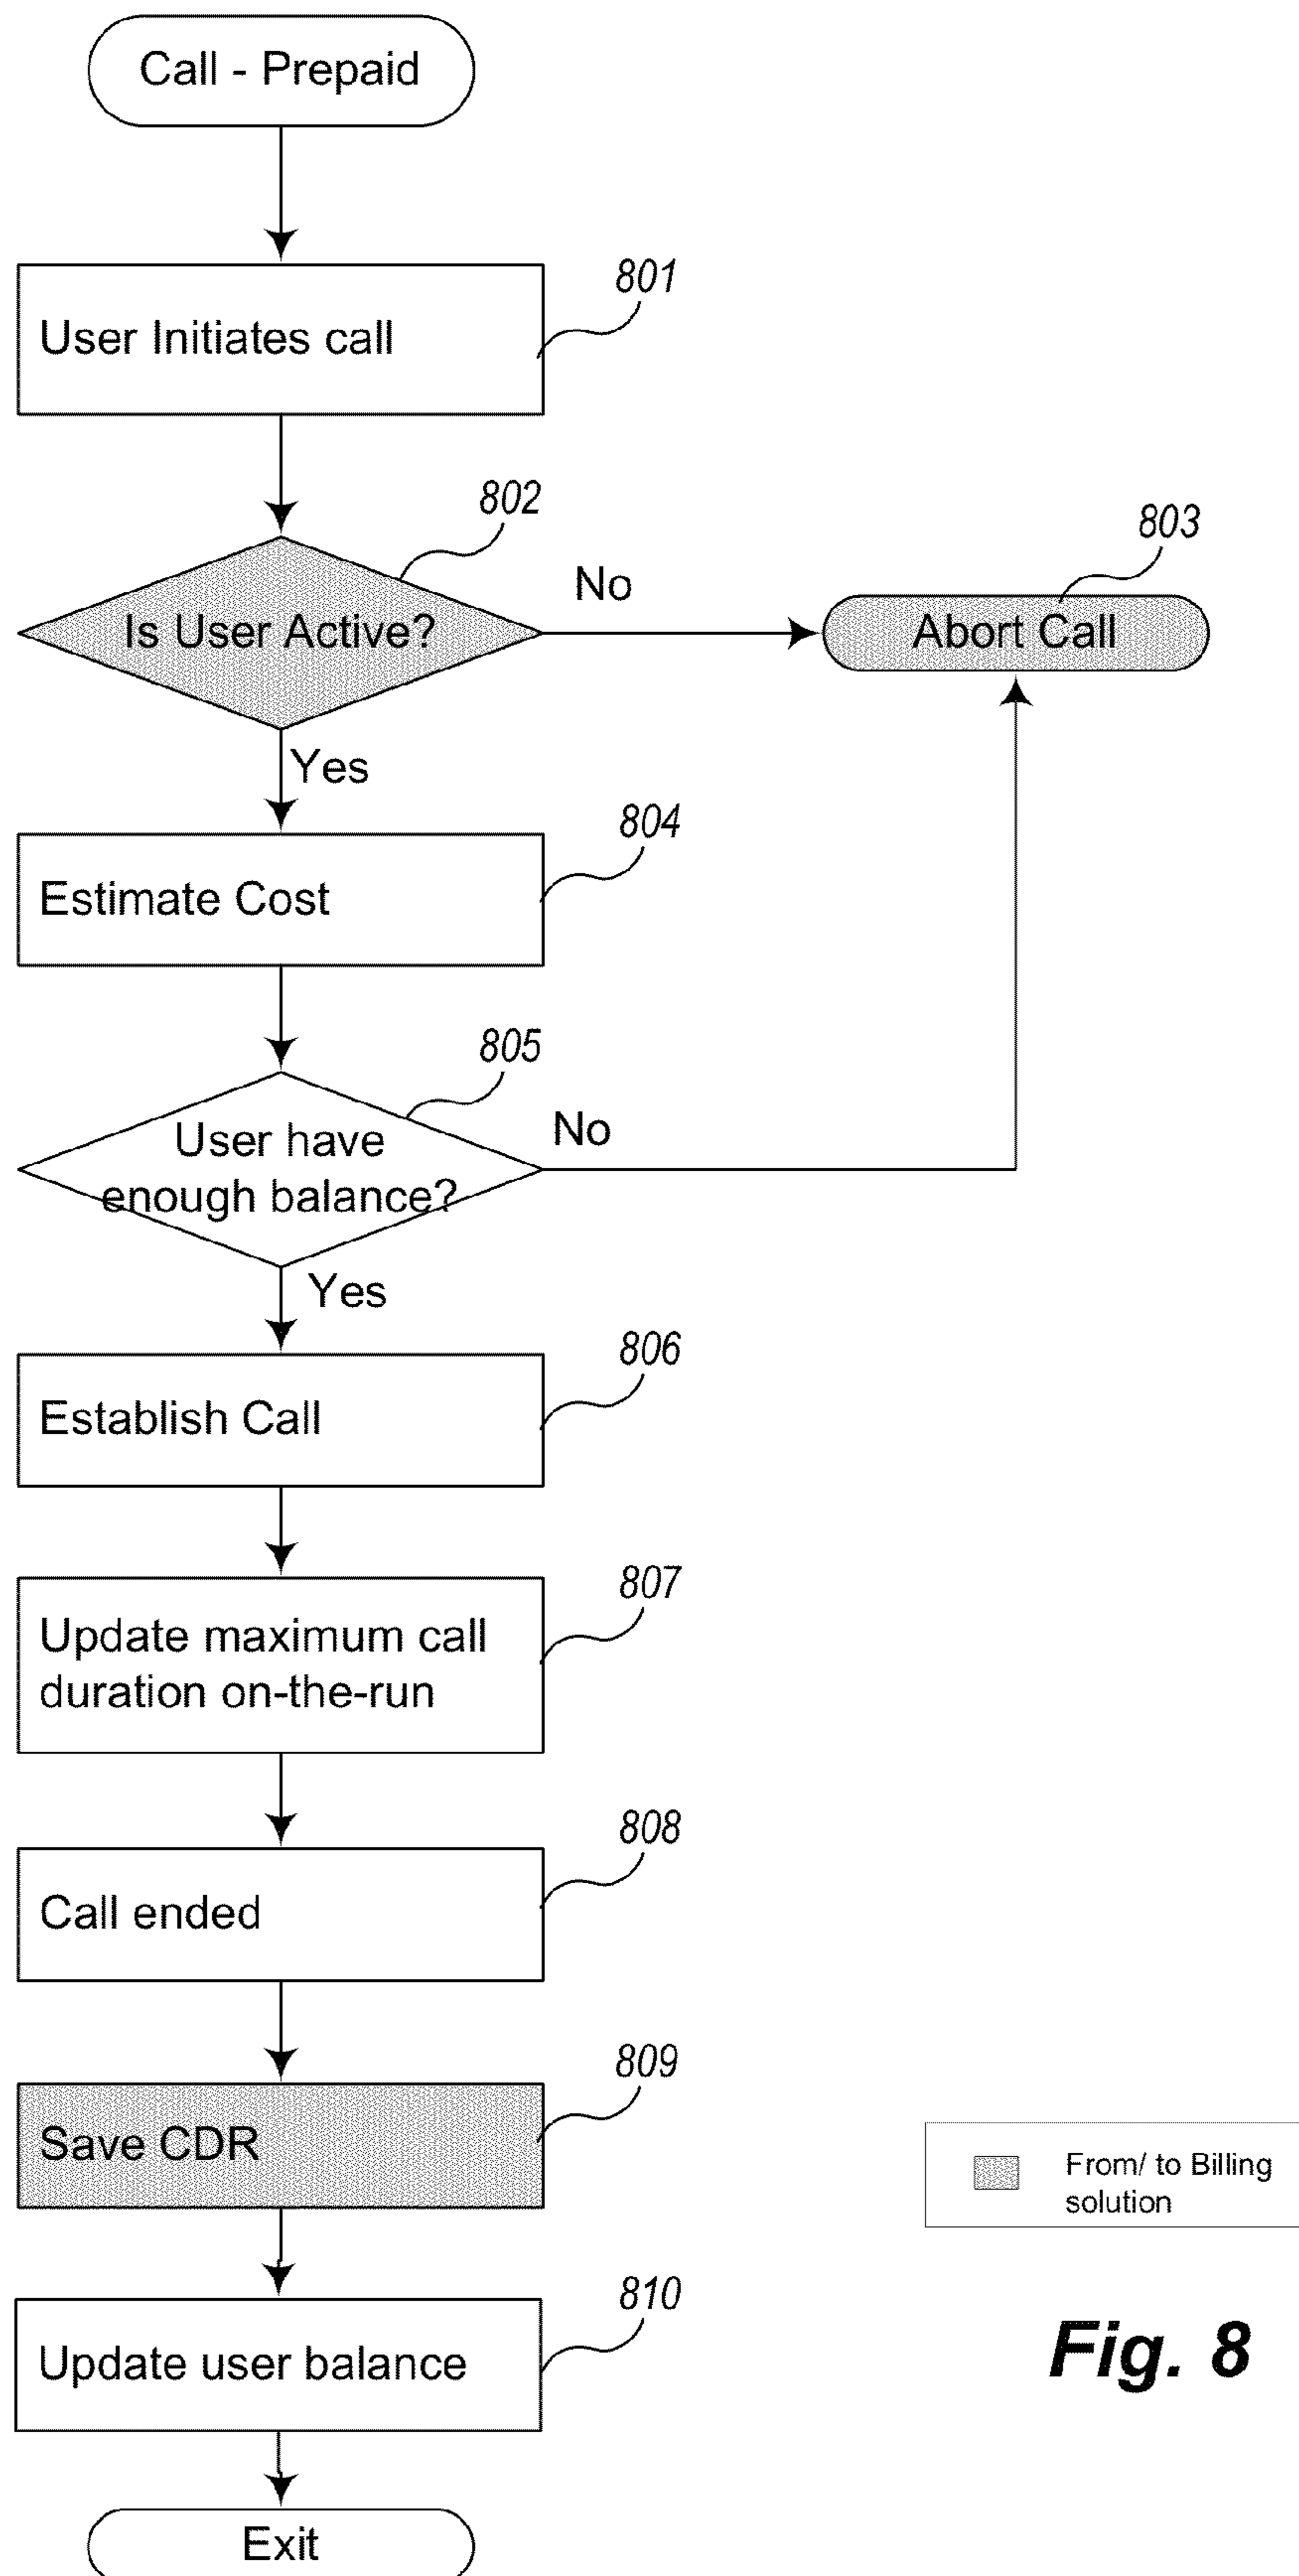 Call - Prepaid
801
User Initiates call
802
803
No
Is User Active?
Abort Call
Yes
804
Estimate Cost
805
No
User have
enough balance?
Yes
806
Establish Call
807
Update maximum call
duration on-the-run
808
Call ended
809
Save CDR
From/ to Billing
solution
810
Update user balance
Fig. 8
Exit